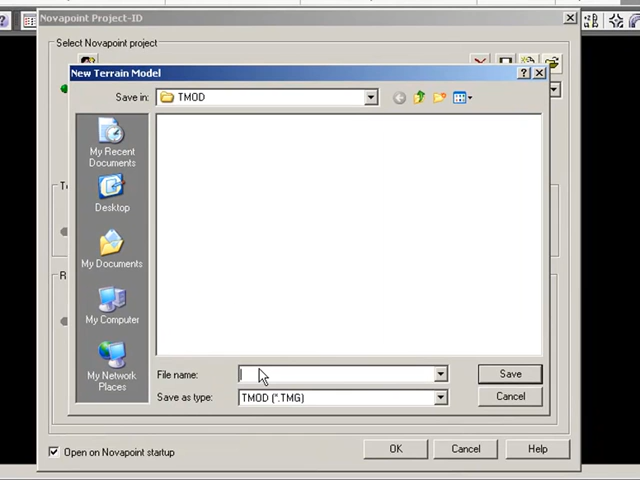 Novapoint Project-ID
Select Novapoint project
New Terrain Model
Save in: TMOD
My Recent
Documents
Desktop
My Documents
My Computer
My Network
Places
File name:
Save
Save as type: TMOD (*.TMG)
Cancel
Open on Novapoint startup
OK Cancel Help